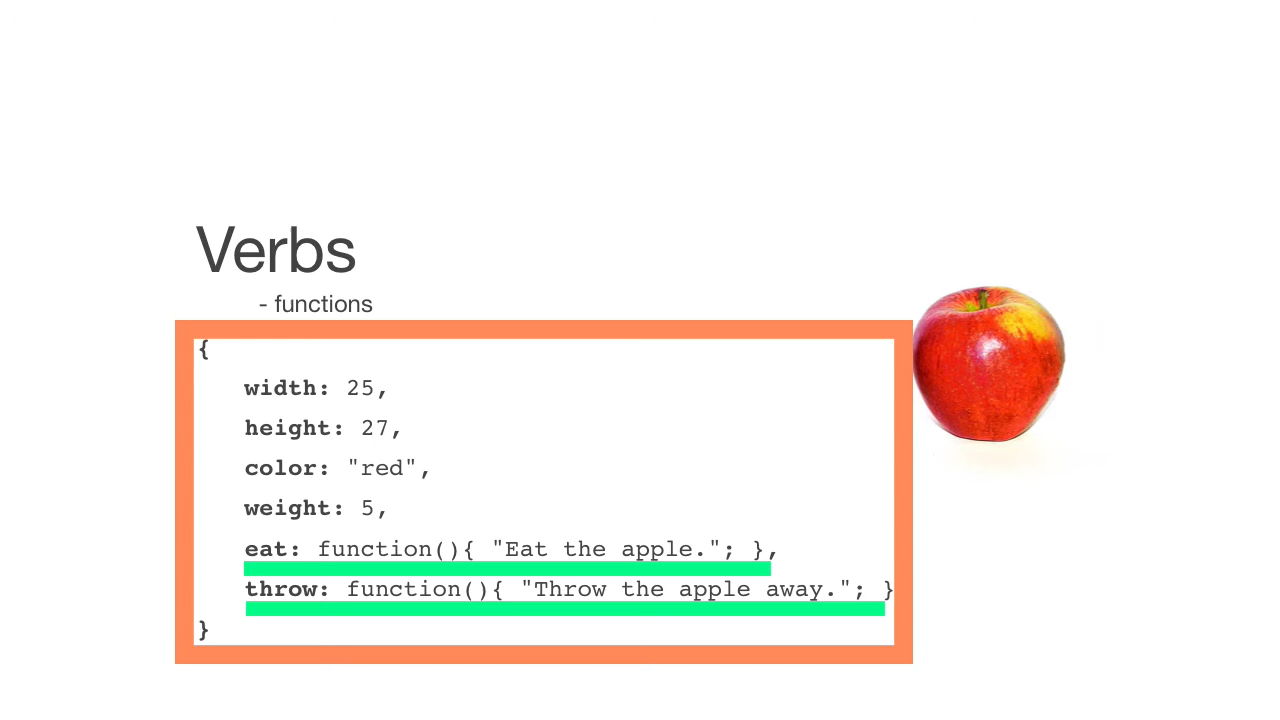 Verbs
- functions
{
width: 25,
height: 27,
color: "red",
weight: 5,
eat: function(){ "Eat the apple."; },
throw: function(){ "Throw the apple away."; }
}